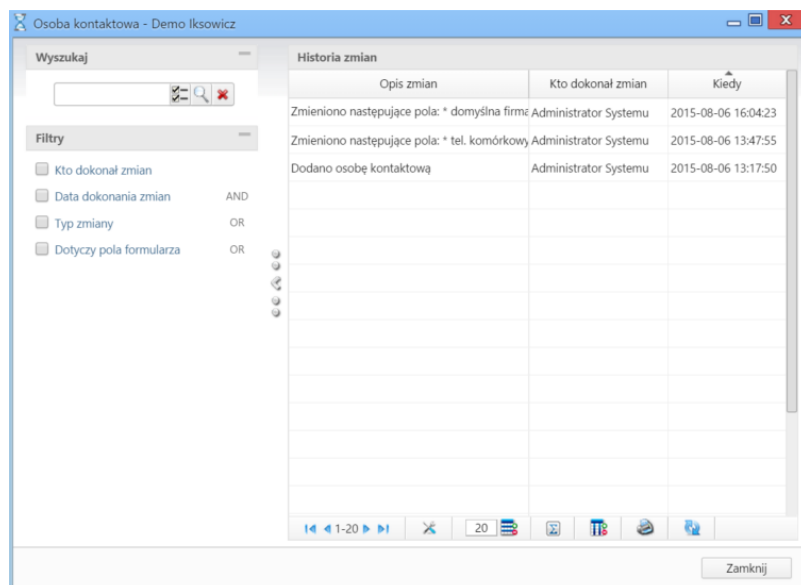 Osoba kontaktowa - Demo Iksowicz
Wyszukaj
Filtry
Kto dokonał zmian
Data dokonania zmian AND
Typ zmiany OR
Dotyczy pola formularza OR
Historia zmian
Opis zmian Kto dokonał zmian Kiedy
Zmieniono następujące pola: * domyślna firma Administrator Systemu 2015-08-06 16:04:23
Zmieniono następujące pola: * tel. komórkowy Administrator Systemu 2015-08-06 13:47:55
Dodano osobę kontaktową Administrator Systemu 2015-08-06 13:17:50
1-20 20
Zamknij